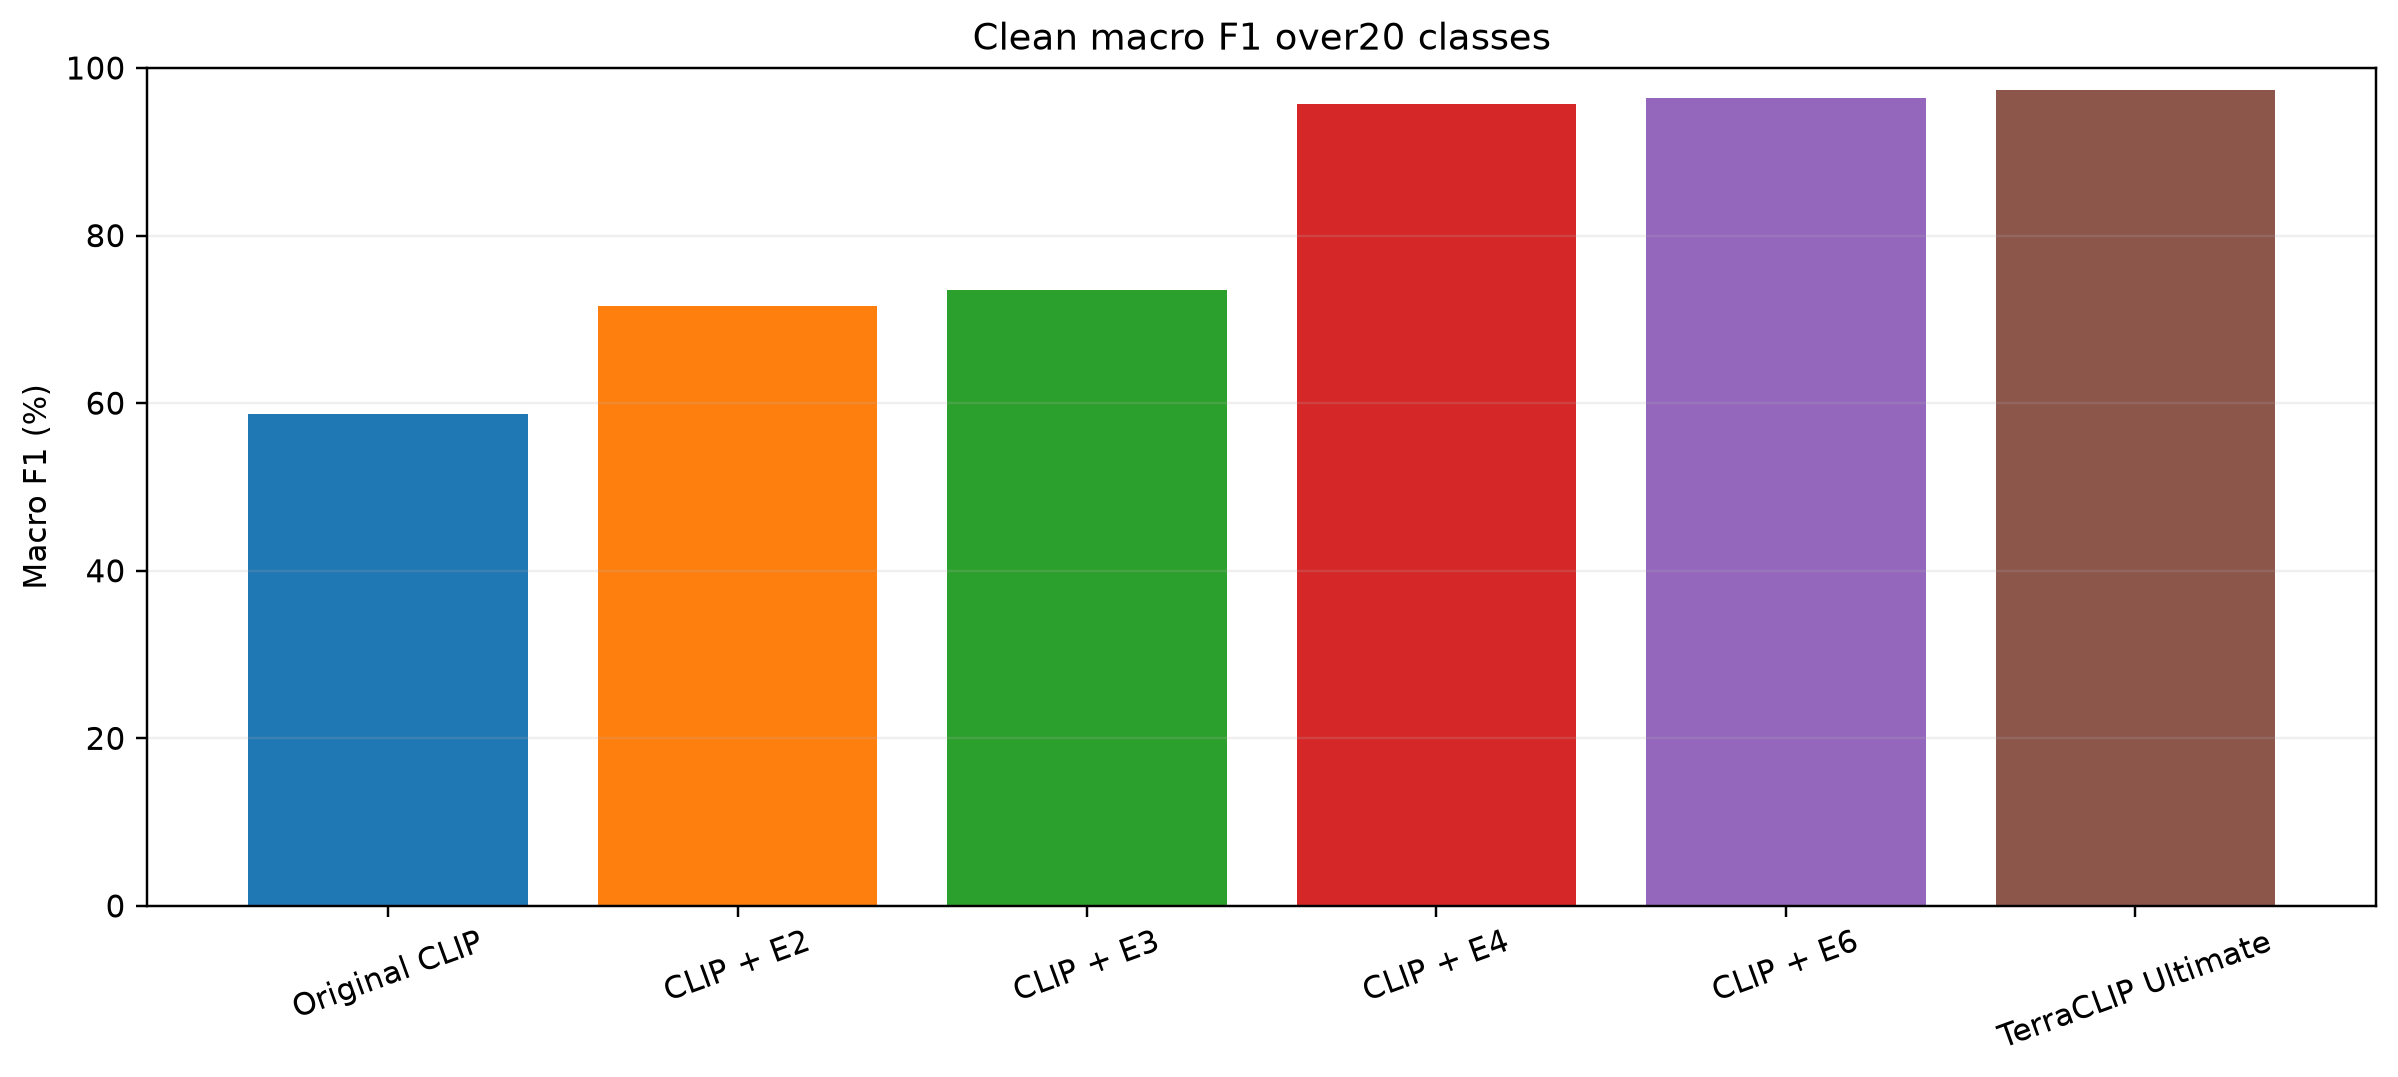 Clean macro F1 over20 classes
Macro F1 (%)
100
80
60
40
20
0
Original CLIP
CLIP + E2
CLIP + E3
CLIP + E4
CLIP + E6
TerraCLIP Ultimate